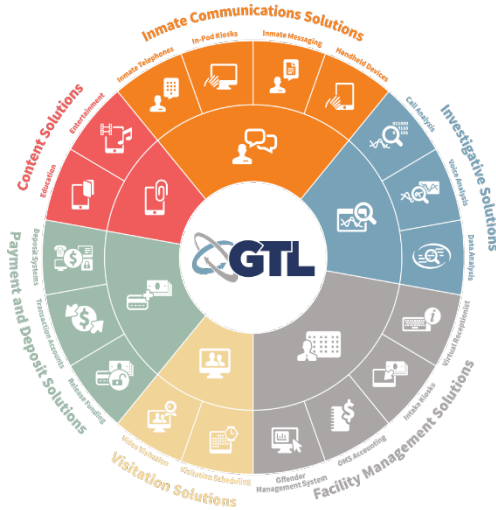 Inmate Communications Solutions
Inmate Telephones
In-Pod Kiosks
Inmate Messaging
Handheld Devices
Investigative Solutions
Call Analysis
Voice Analysis
Data Analysis
Facility Management Solutions
Virtual Receptionist
Intake Kiosks
OMS Accounting
Offender
Management System
Visitation Solutions
Visitation Scheduling
Video Visitation
Payment and Deposit Solutions
Release Funding
Transaction Accounts
Deposit Systems
Content Solutions
Education
Entertainment
GTL